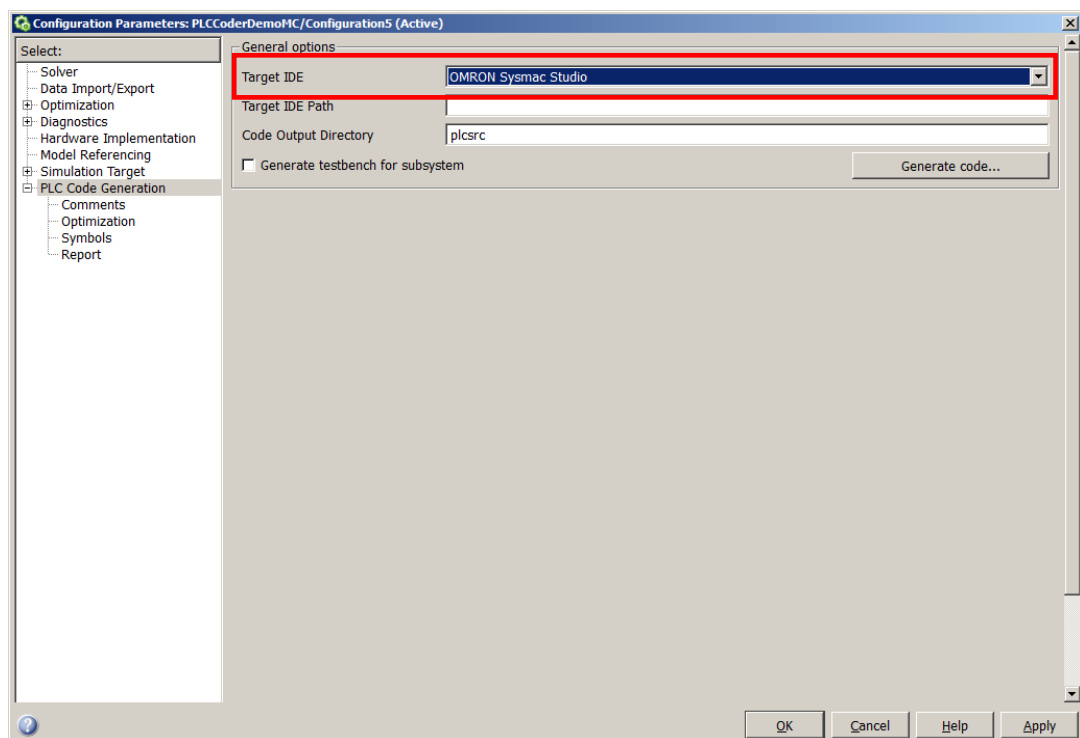 Configuration Parameters: PLCCoderDemoMC/Configuration5 (Active)
Select:
Solver
Data Import/Export
Optimization
Diagnostics
Hardware Implementation
Model Referencing
Simulation Target
PLC Code Generation
Comments
Optimization
Symbols
Report
General options
Target IDE
OMRON Sysmac Studio
Target IDE Path
Code Output Directory
plcsrc
Generate testbench for subsystem
Generate code...
OK
Cancel
Help
Apply